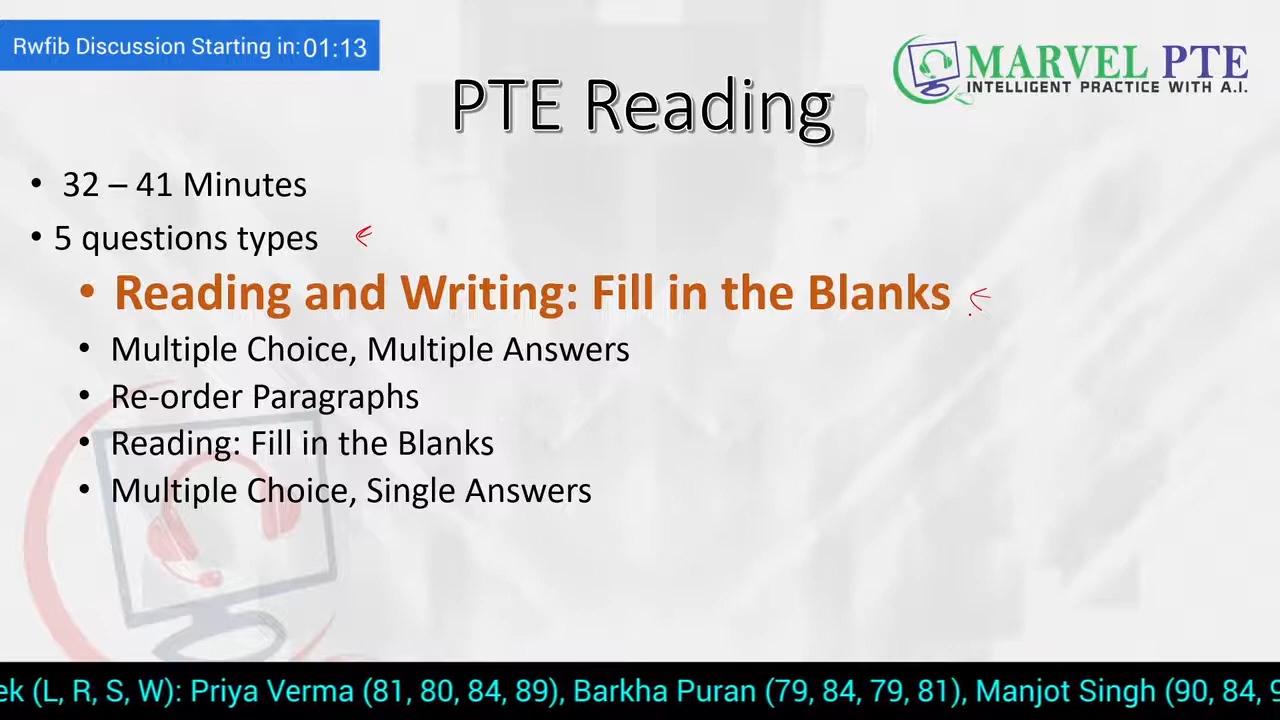 Rwfib Discussion Starting in: 01:13
MARVEL PTE
INTELLIGENT PRACTICE WITH A.I.
PTE Reading
• 32 – 41 Minutes
• 5 questions types
• Reading and Writing: Fill in the Blanks
• Multiple Choice, Multiple Answers
• Re-order Paragraphs
• Reading: Fill in the Blanks
• Multiple Choice, Single Answers
ek (L, R, S, W): Priya Verma (81, 80, 84, 89), Barkha Puran (79, 84, 79, 81), Manjot Singh (90, 84, 9